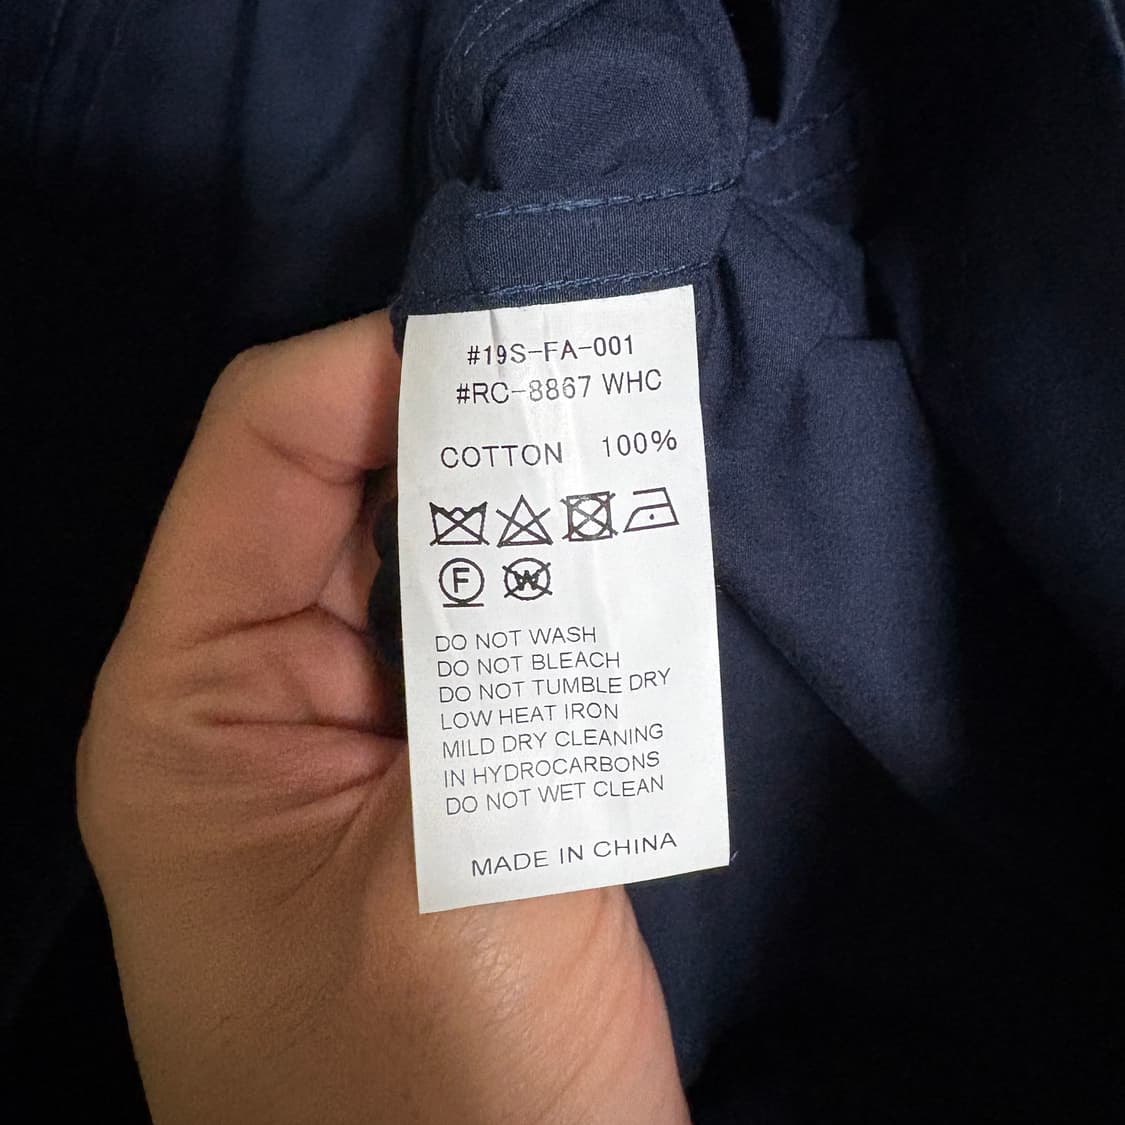 #19S-FA-001
#RC-8867 WHC
COTTON 100%
F W
DO NOT WASH
DO NOT BLEACH
DO NOT TUMBLE DRY
LOW HEAT IRON
MILD DRY CLEANING
IN HYDROCARBONS
DO NOT WET CLEAN
MADE IN CHINA